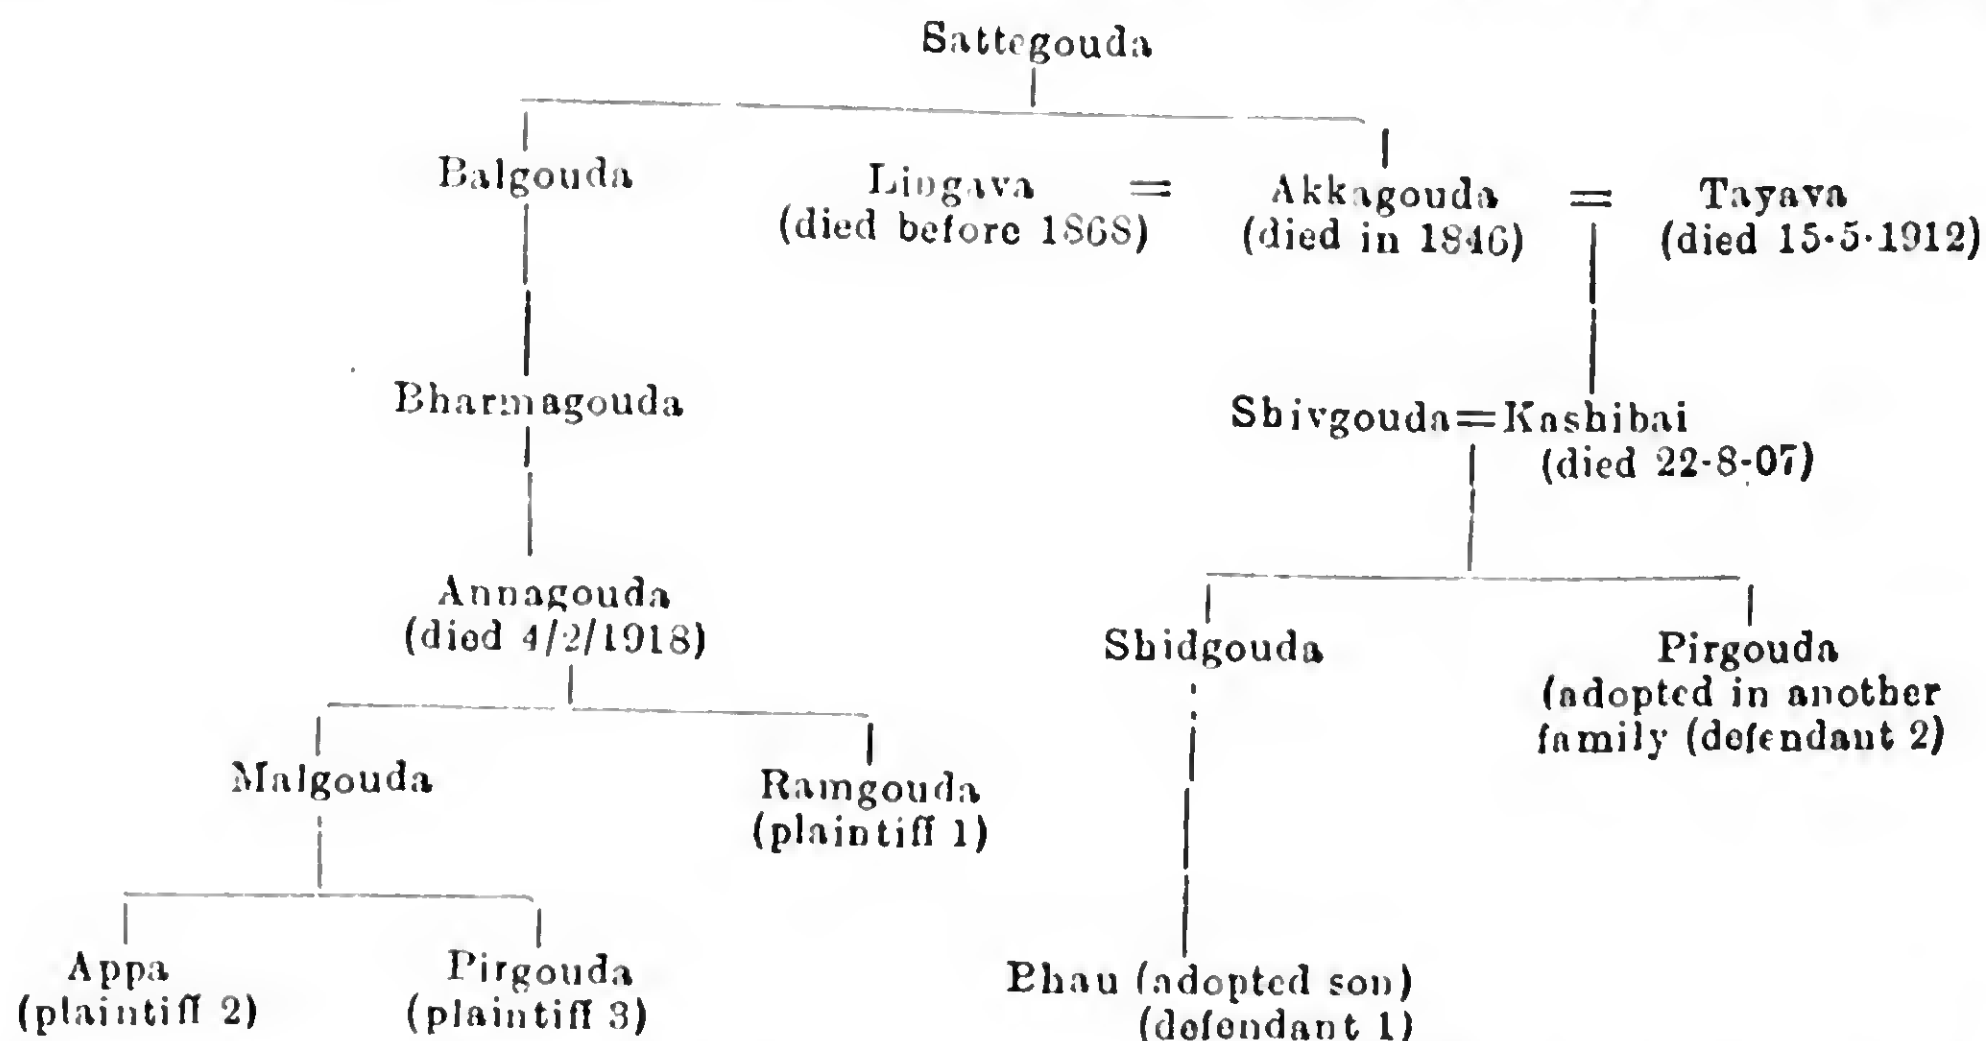 Sattegouda
Balgouda
Lingava = Akkagouda = Tayava
(died before 1868) (died in 1846) (died 15·5·1912)
Bharmagouda
Shivgouda=Kashibai
(died 22-8-07)
Annagouda
(died 4/2/1918)
Shidgouda
Pirgouda
(adopted in another
family (defendant 2)
Malgouda
Ramgouda
(plaintiff 1)
Appa
(plaintiff 2)
Pirgouda
(plaintiff 3)
Bhau (adopted son)
(defendant 1)